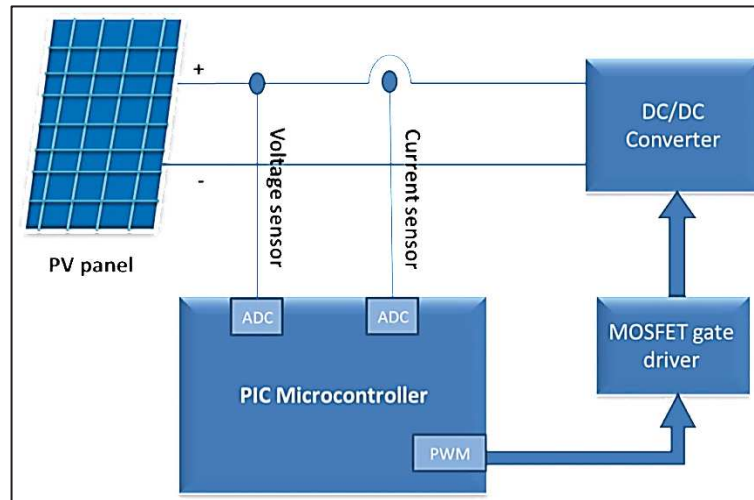 +
-
PV panel
Voltage sensor
Current sensor
DC/DC
Converter
ADC
ADC
PIC Microcontroller
PWM
MOSFET gate
driver